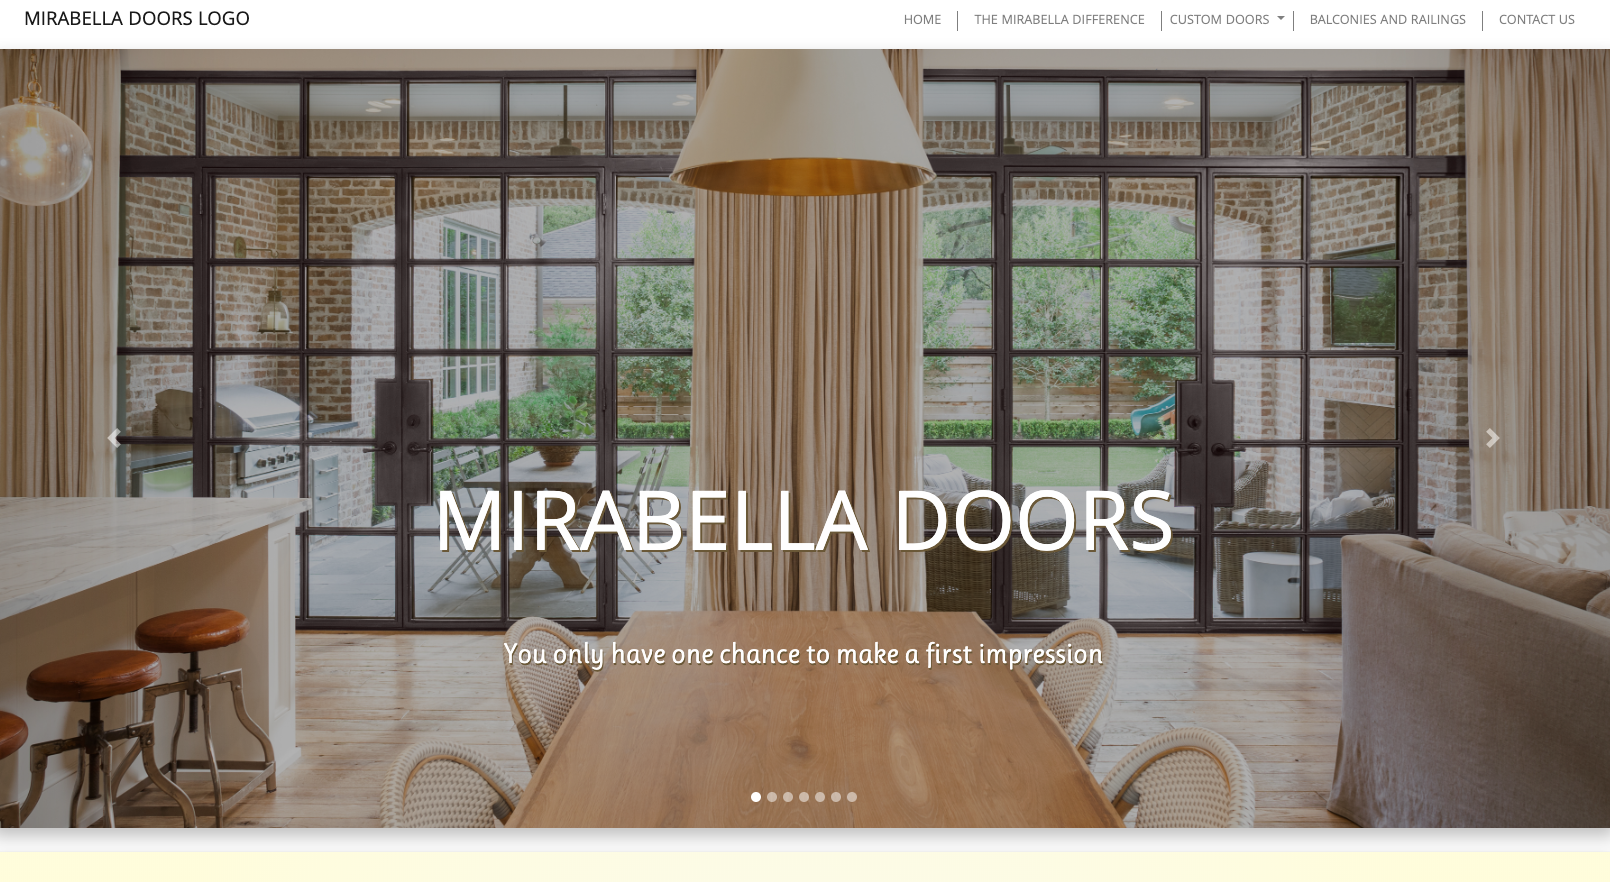 MIRABELLA DOORS LOGO
HOME
THE MIRABELLA DIFFERENCE
CUSTOM DOORS
BALCONIES AND RAILINGS
CONTACT US
MIRABELLA DOORS
You only have one chance to make a first impression